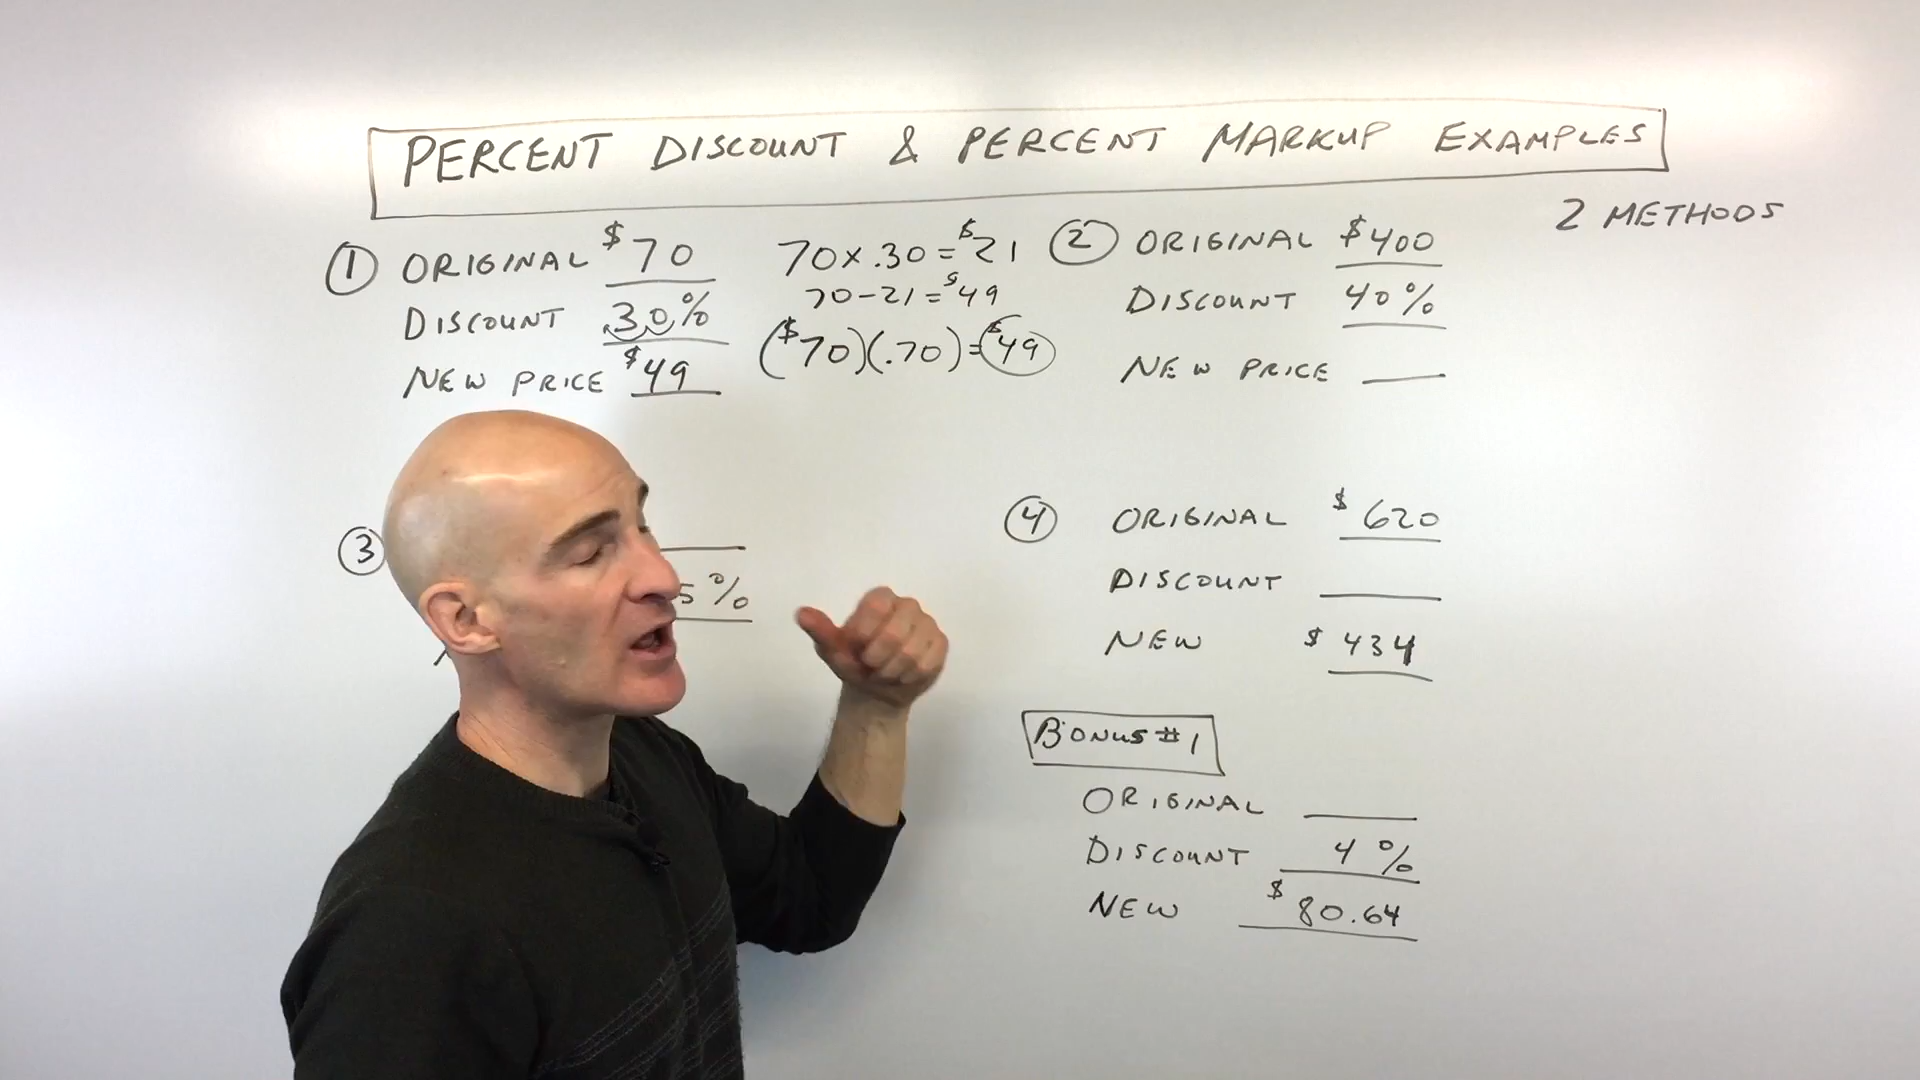 PERCENT DISCOUNT & PERCENT MARKUP EXAMPLES
2 METHODS
① ORIGINAL $70
DISCOUNT 30%
NEW PRICE $49
70 x .30 = $21
70 - 21 = $49
($70)(.70) = $49
② ORIGINAL $400
DISCOUNT 40%
NEW PRICE
③
5%
④ ORIGINAL $620
DISCOUNT
NEW $434
BONUS #1
ORIGINAL
DISCOUNT 4%
NEW $80.64